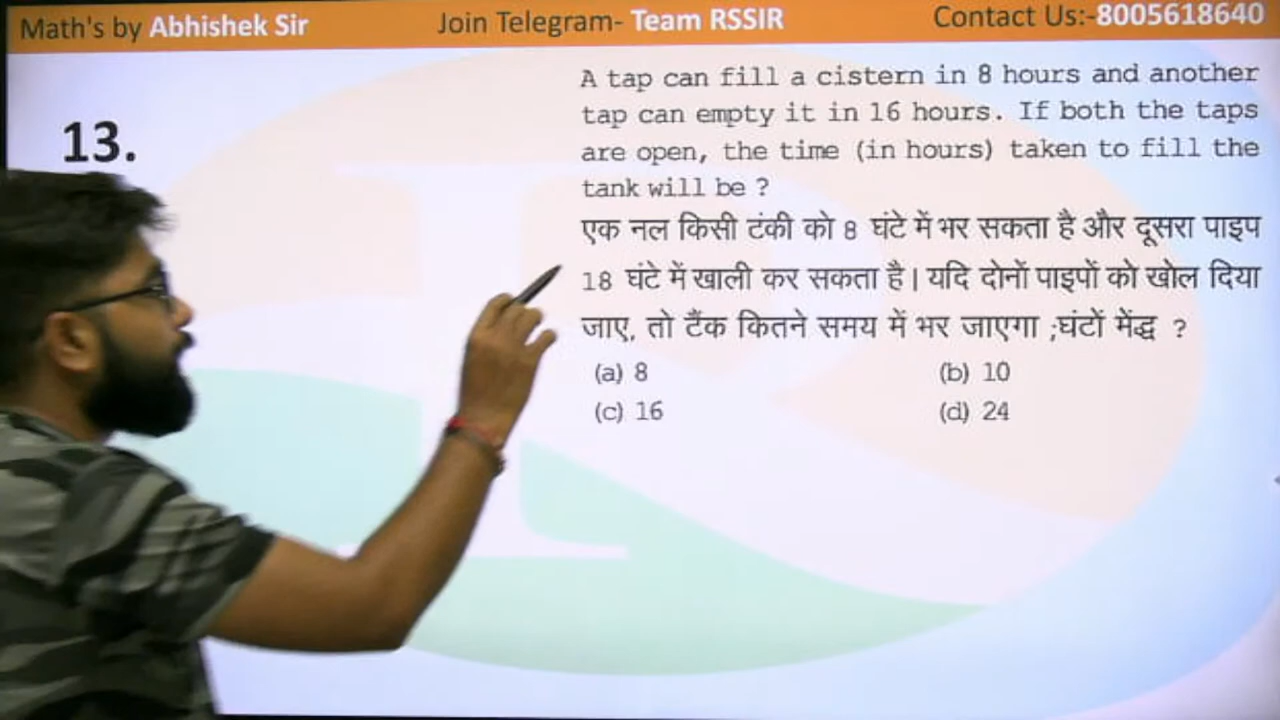 Math's by Abhishek Sir Join Telegram- Team RSSIR Contact Us:-8005618640
13.
A tap can fill a cistern in 8 hours and another
tap can empty it in 16 hours. If both the taps
are open, the time (in hours) taken to fill the
tank will be ?
एक नल किसी टंकी को 8 घंटे में भर सकता है और दूसरा पाइप
18 घंटे में खाली कर सकता है। यदि दोनों पाइपों को खोल दिया
जाए, तो टैंक कितने समय में भर जाएगा ;घंटों मेंद्ध ?
(a) 8 (b) 10
(c) 16 (d) 24